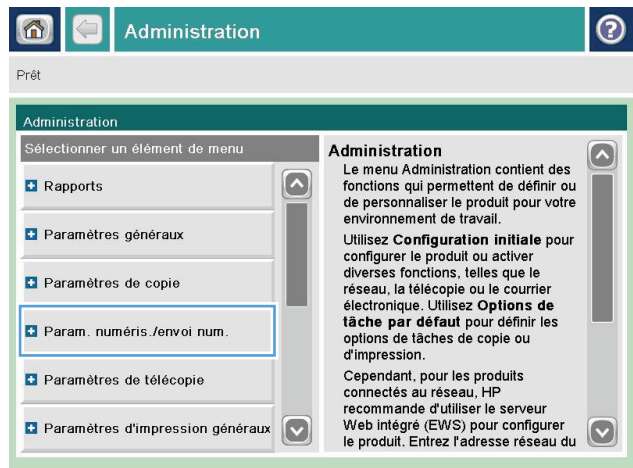 Administration
Prêt
Administration
Sélectionner un élément de menu
Rapports
Paramètres généraux
Paramètres de copie
Param. numéris./envoi num.
Paramètres de télécopie
Paramètres d'impression généraux
Administration
Le menu Administration contient des
fonctions qui permettent de définir ou
de personnaliser le produit pour votre
environnement de travail.
Utilisez Configuration initiale pour
configurer le produit ou activer
diverses fonctions, telles que le
réseau, la télécopie ou le courrier
électronique. Utilisez Options de
tâche par défaut pour définir les
options de tâches de copie ou
d'impression.
Cependant, pour les produits
connectés au réseau, HP
recommande d'utiliser le serveur
Web intégré (EWS) pour configurer
le produit. Entrez l'adresse réseau du